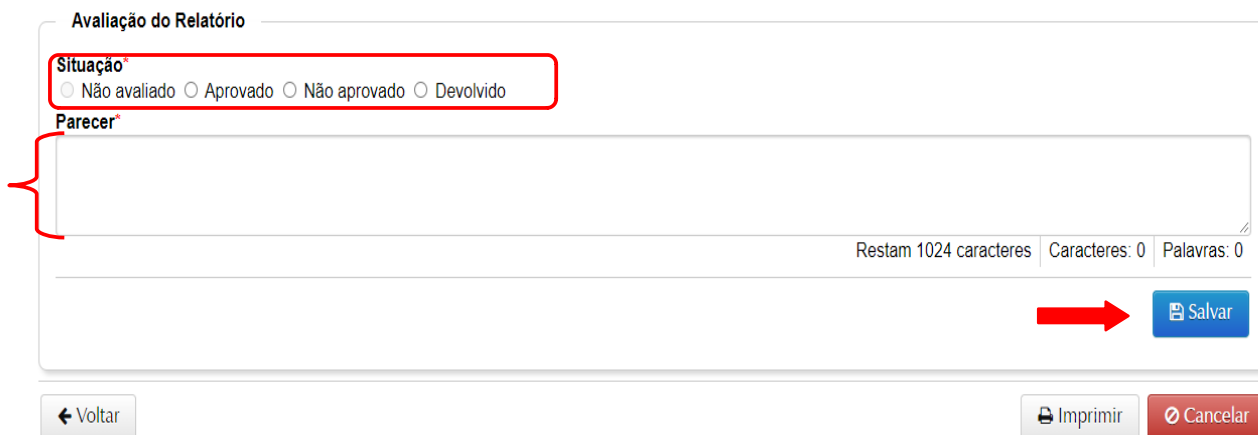 Avaliação do Relatório
Situação*
Não avaliado Aprovado Não aprovado Devolvido
Parecer*
Restam 1024 caracteres Caracteres: 0 Palavras: 0
Salvar
Voltar Imprimir Cancelar